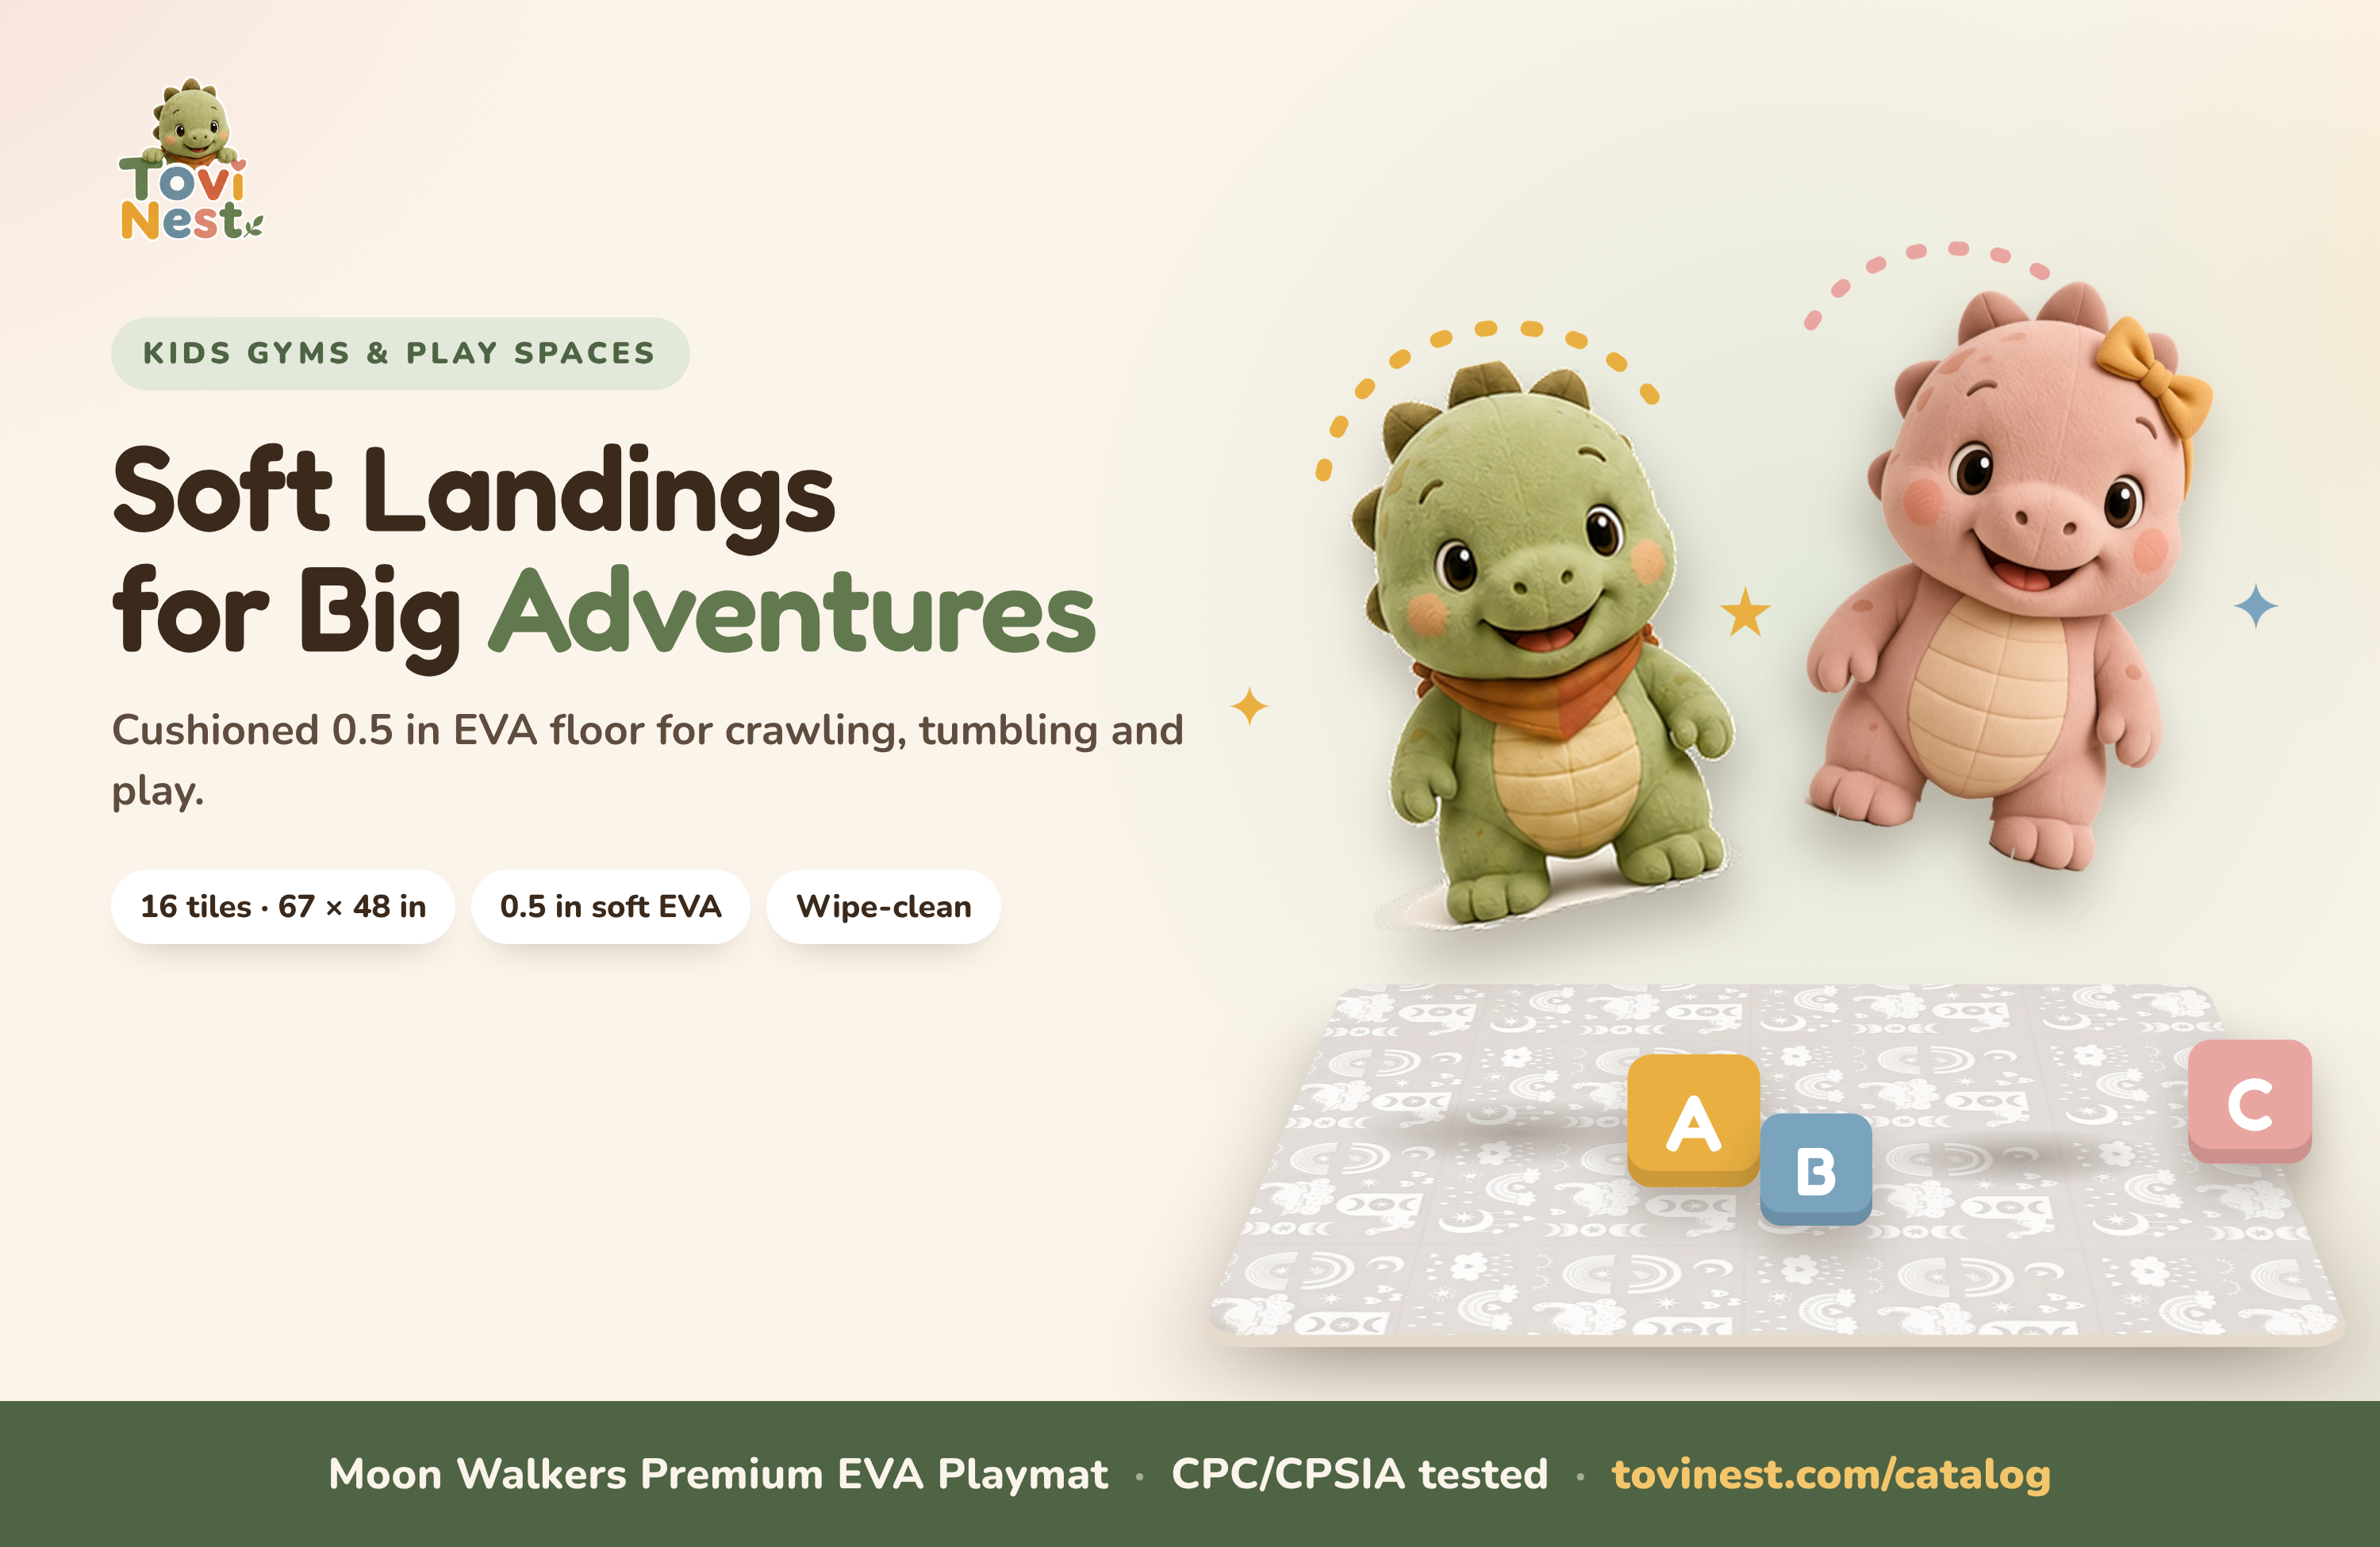 Tovi
Nest
KIDS GYMS & PLAY SPACES
Soft Landings
for Big Adventures
Cushioned 0.5 in EVA floor for crawling, tumbling and
play.
16 tiles · 67 × 48 in
0.5 in soft EVA
Wipe-clean
A
B
C
Moon Walkers Premium EVA Playmat · CPC/CPSIA tested · tovinest.com/catalog